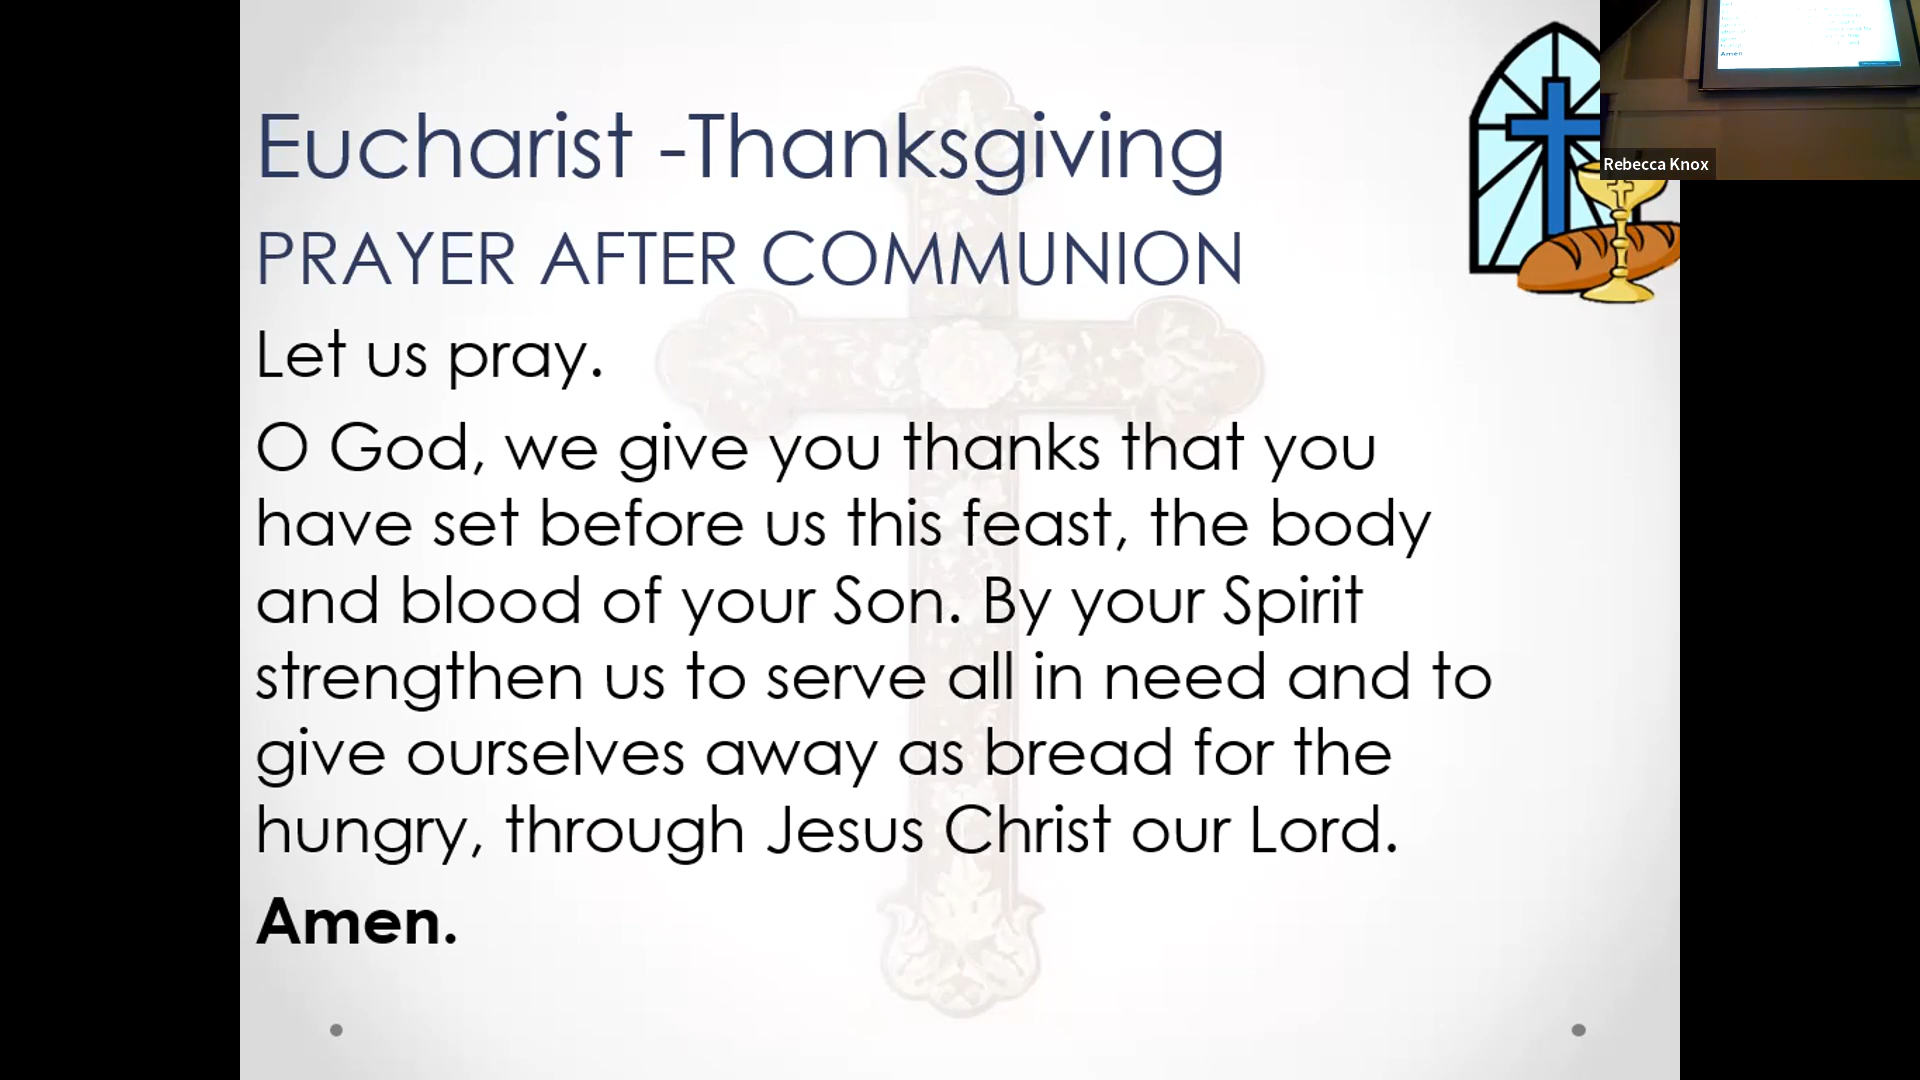 Eucharist -Thanksgiving
PRAYER AFTER COMMUNION
Let us pray.
O God, we give you thanks that you
have set before us this feast, the body
and blood of your Son. By your Spirit
strengthen us to serve all in need and to
give ourselves away as bread for the
hungry, through Jesus Christ our Lord.
Amen.
Amen
Rebecca Knox